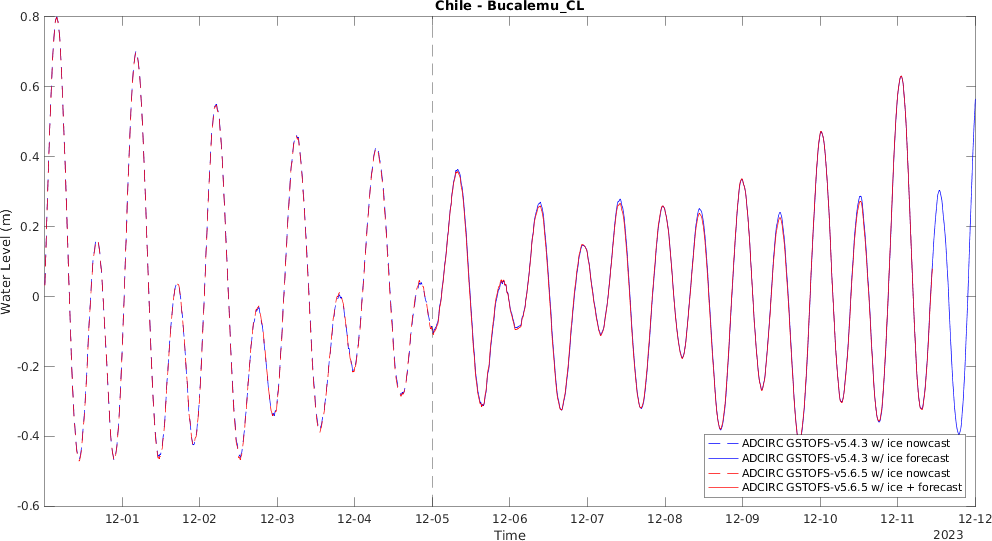 Chile - Bucalemu_CL
0.8
0.6
0.4
0.2
0
-0.2
-0.4
-0.6
Water Level (m)
ADCIRC GSTOFS-v5.4.3 w/ ice nowcast
ADCIRC GSTOFS-v5.4.3 w/ ice forecast
ADCIRC GSTOFS-v5.6.5 w/ ice nowcast
ADCIRC GSTOFS-v5.6.5 w/ ice + forecast
12-01 12-02 12-03 12-04 12-05 12-06 12-07 12-08 12-09 12-10 12-11 12-12
Time
2023